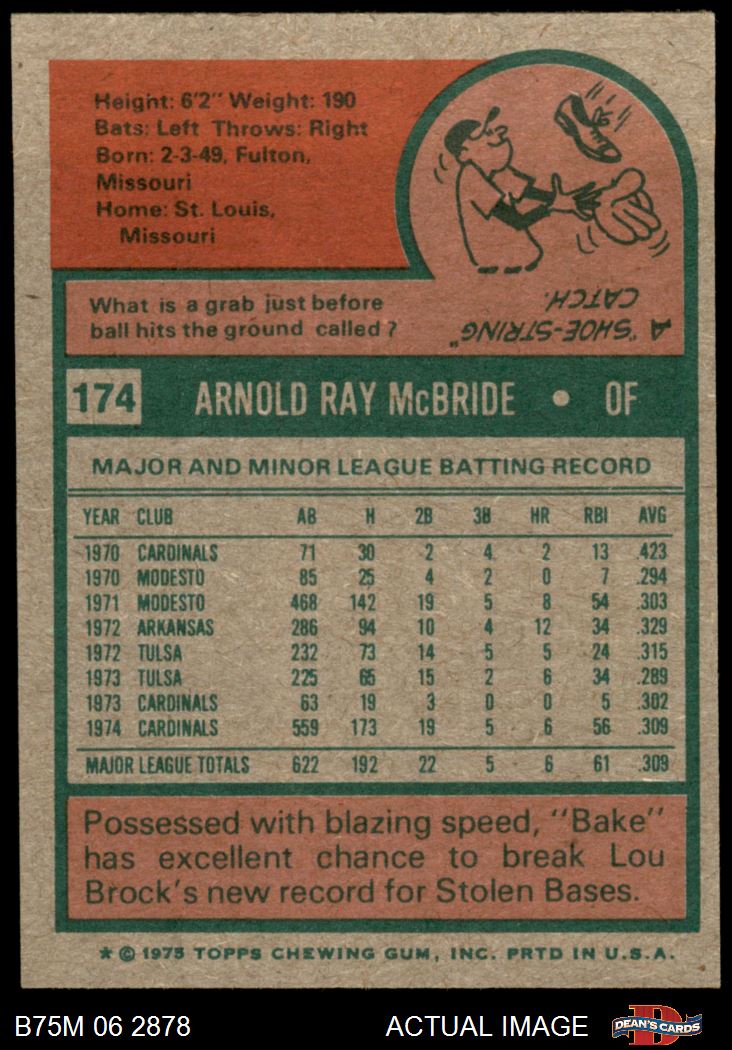 Height: 6'2" Weight: 190
Bats: Left Throws: Right
Born: 2-3-49, Fulton,
Missouri
Home: St. Louis,
Missouri
What is a grab just before
ball hits the ground called?
A "SHOE-STRING"
CATCH.
174 ARNOLD RAY McBRIDE • OF
MAJOR AND MINOR LEAGUE BATTING RECORD
YEAR CLUB AB H 2B 3B HR RBI AVG
1970 CARDINALS 71 30 2 4 2 13 .423
1970 MODESTO 85 25 4 2 0 7 .294
1971 MODESTO 468 142 19 5 8 54 .303
1972 ARKANSAS 286 94 10 4 12 34 .329
1972 TULSA 232 73 14 5 5 24 .315
1973 TULSA 225 65 15 2 6 34 .289
1973 CARDINALS 63 19 3 0 0 5 .302
1974 CARDINALS 559 173 19 5 6 56 .309
MAJOR LEAGUE TOTALS 622 192 22 5 6 61 .309
Possessed with blazing speed, "Bake"
has excellent chance to break Lou
Brock's new record for Stolen Bases.
* © 1975 TOPPS CHEWING GUM, INC. PRTD IN U.S.A.
B75M 06 2878 ACTUAL IMAGE D DEAN'S CARDS